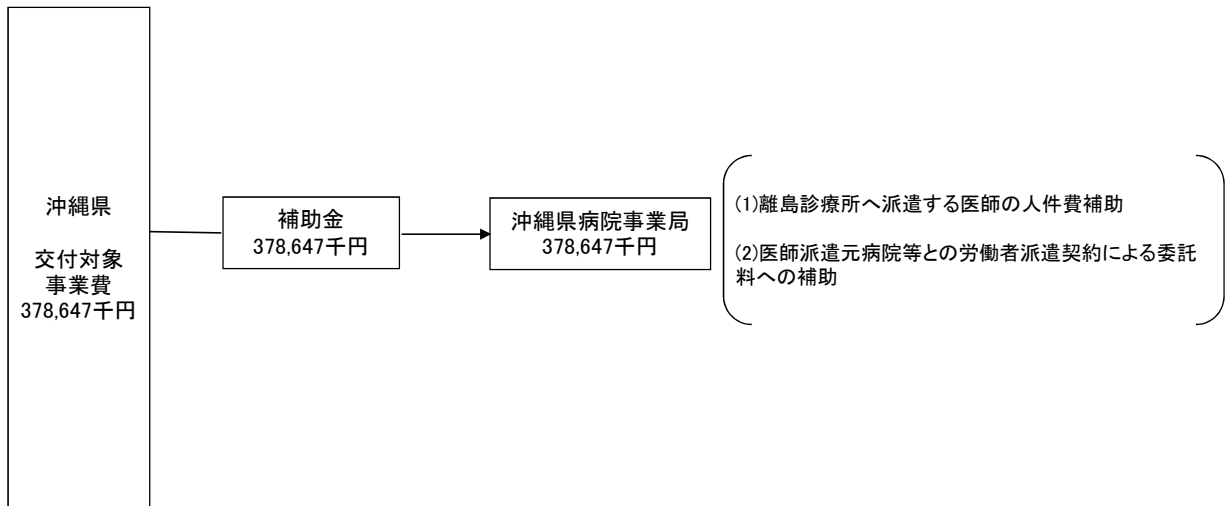 沖縄県
交付対象
事業費
378,647千円
補助金
378,647千円
沖縄県病院事業局
378,647千円
(1)離島診療所へ派遣する医師の人件費補助
(2)医師派遣元病院等との労働者派遣契約による委託
料への補助